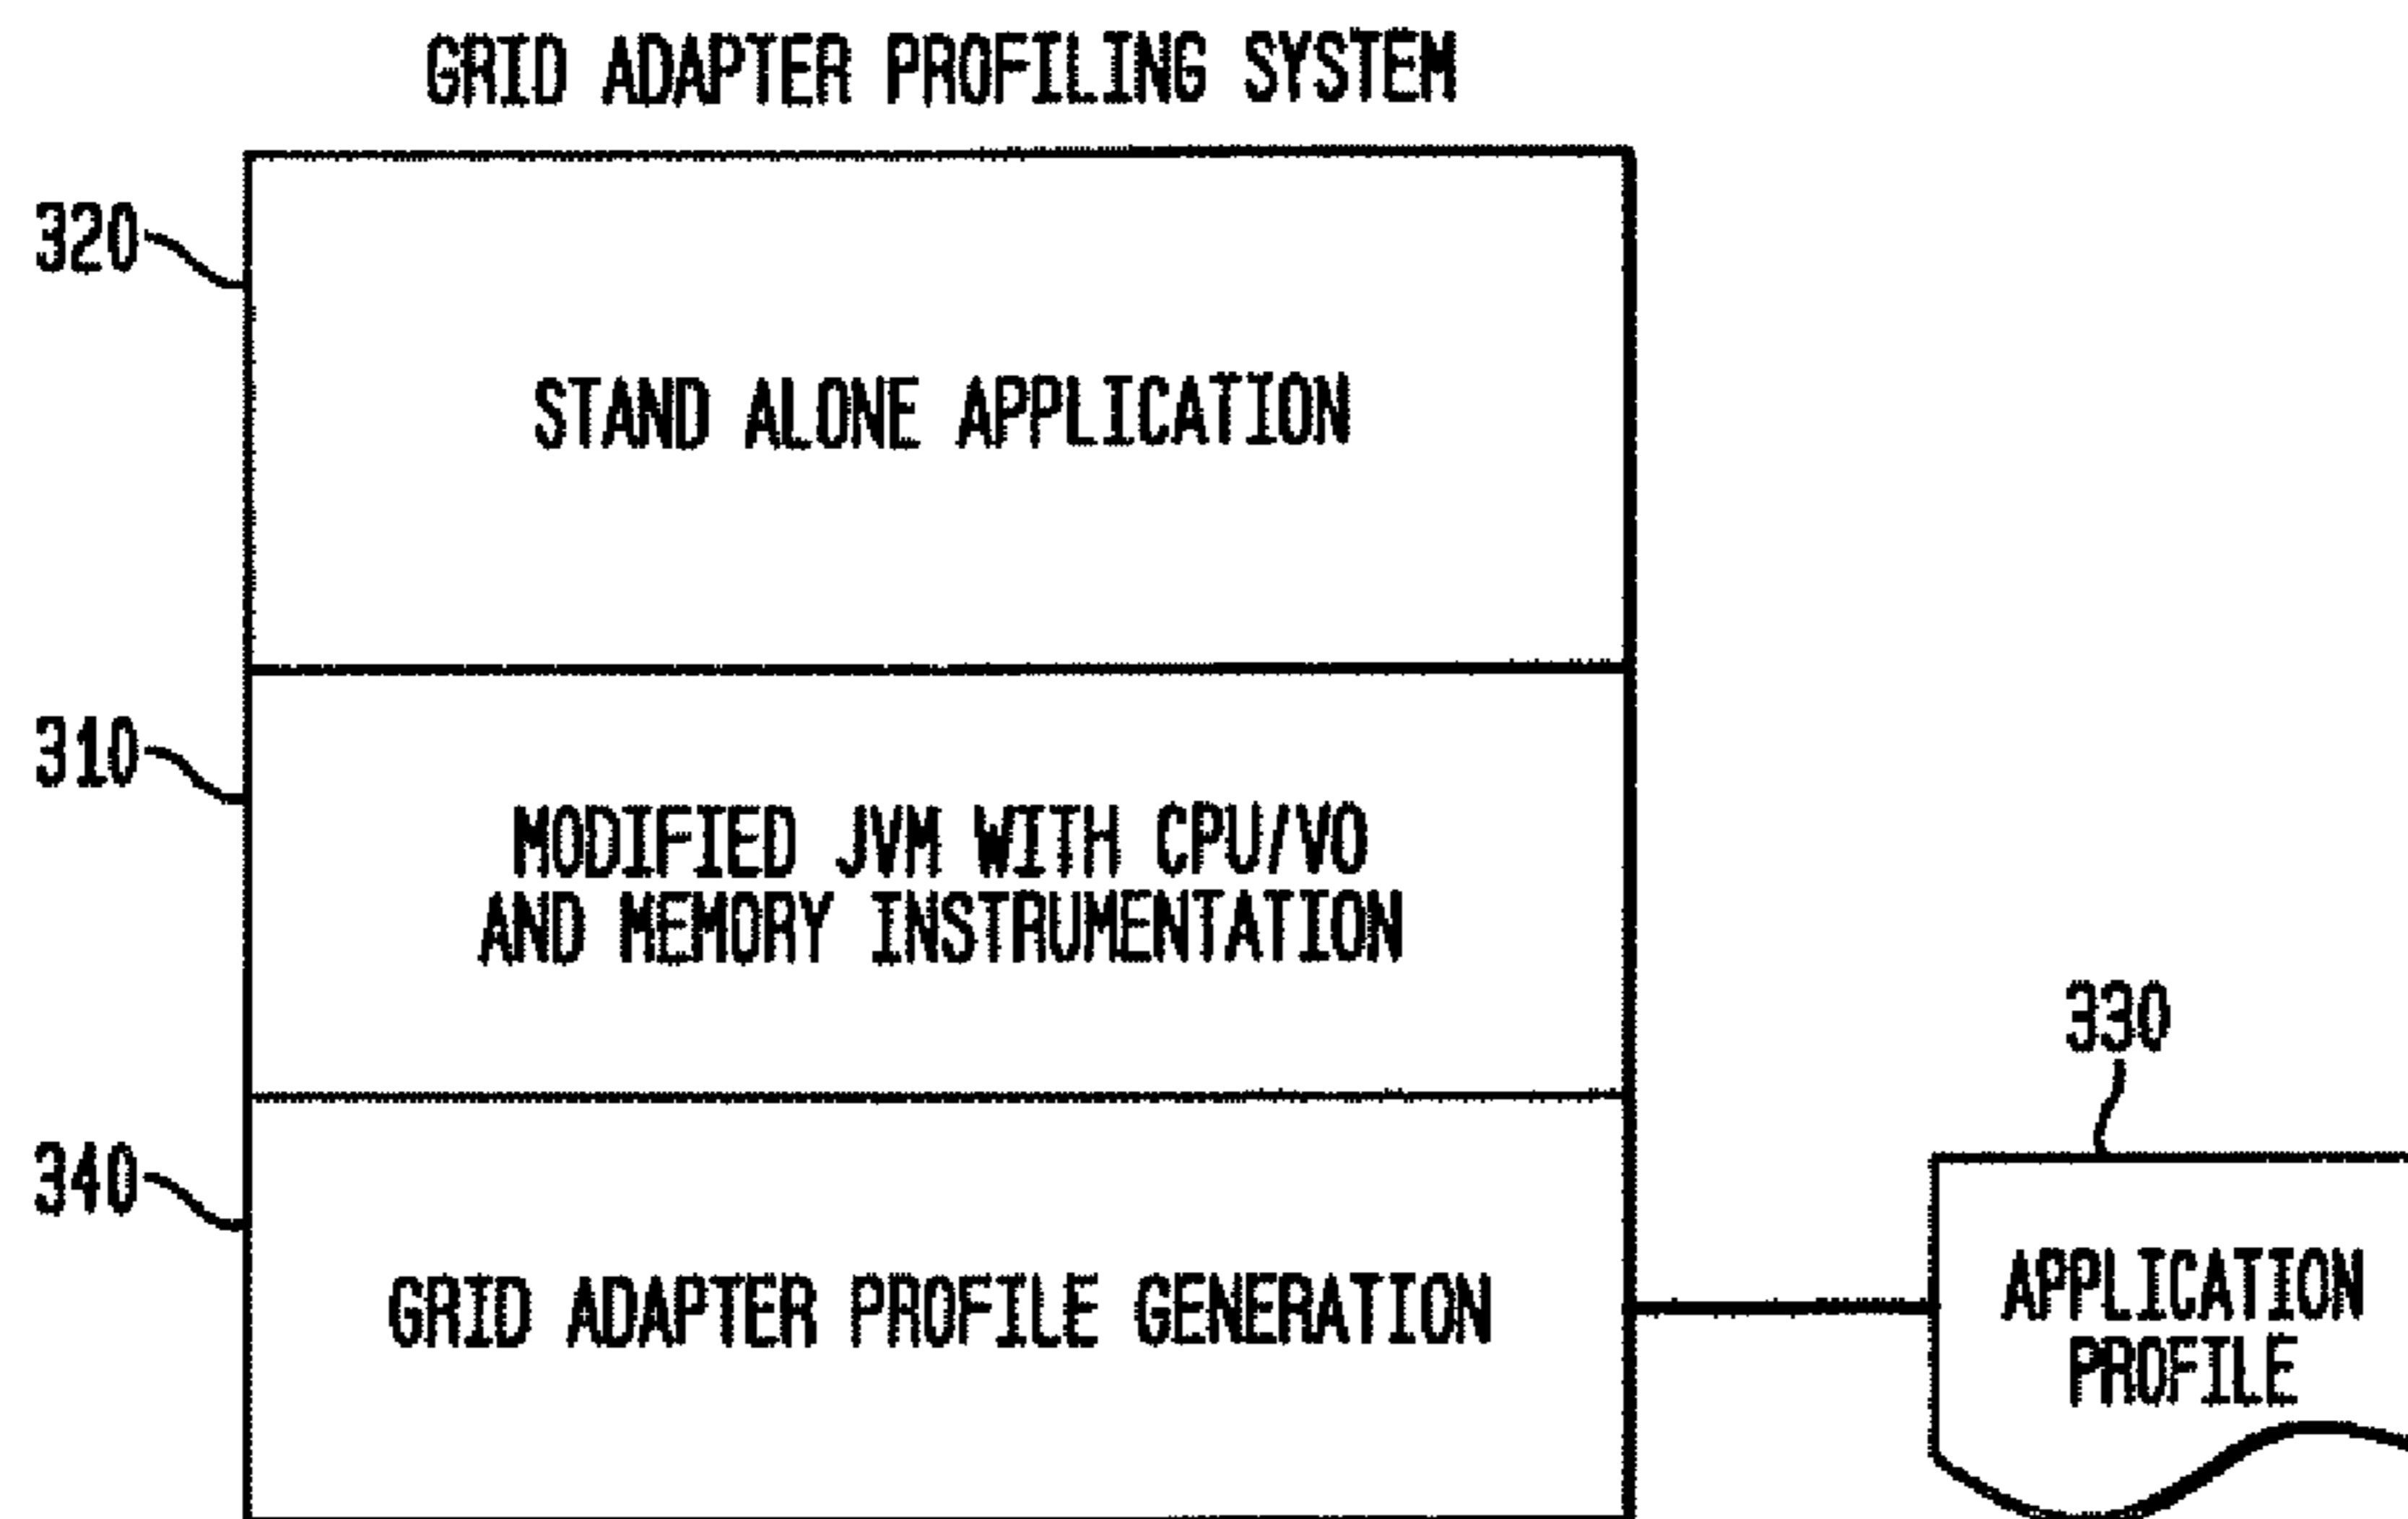 GRID ADAPTER PROFILING SYSTEM
320
STAND ALONE APPLICATION
310
MODIFIED JVM WITH CPU/VO
AND MEMORY INSTRUMENTATION
330
340
GRID ADAPTER PROFILE GENERATION
APPLICATION
PROFILE